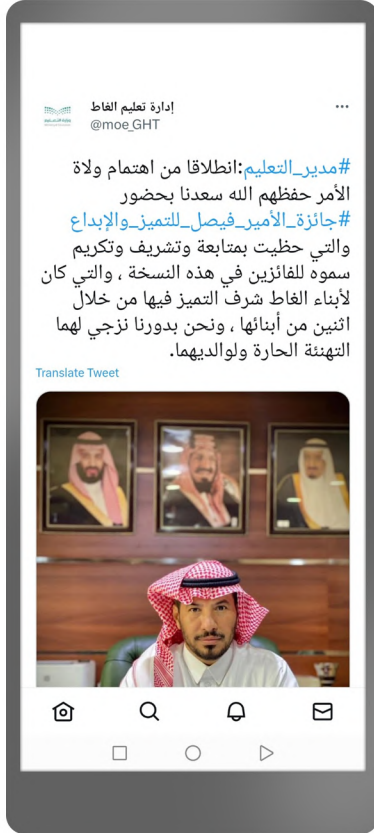 إدارة تعليم الغاط
@moe_GHT
#مدير_التعليم:انطلاقا من اهتمام ولاة
الأمر حفظهم الله سعدنا بحضور
#جائزة_الأمير_فيصل_للتميز_والإبداع
والتي حظيت بمتابعة وتشريف وتكريم
سموه للفائزين في هذه النسخة ، والتي كان
لأبناء الغاط شرف التميز فيها من خلال
اثنين من أبنائها ، ونحن بدورنا نزجي لهما
التهنئة الحارة ولوالديهما.
Translate Tweet